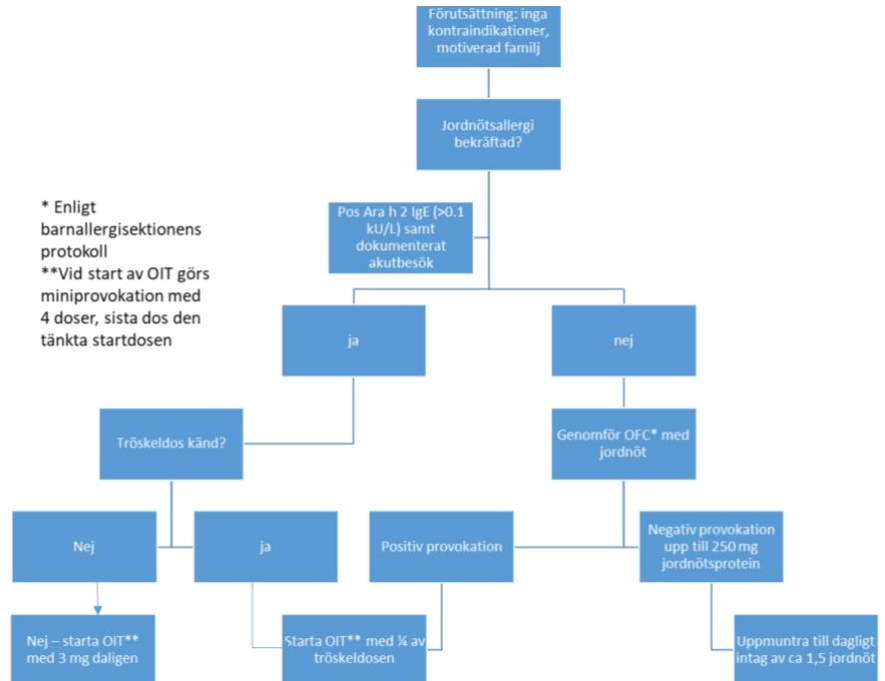 Förutsättning: inga
kontraindikationer,
motiverad familj
Jordnötsallergi
bekräftad?
* Enligt
barnallergisektionens
protokoll
**Vid start av OIT görs
miniprovokation med
4 doser, sista dos den
tänkta startdosen
Pos Ara h 2 IgE (>0.1
kU/L) samt
dokumenterat
akutbesök
ja
nej
Tröskeldos känd?
Genomför OFC* med
jordnöt
Nej
ja
Positiv provokation
Negativ provokation
upp till 250 mg
jordnötsprotein
Nej – starta OIT**
med 3 mg daligen
Starta OIT** med ¼ av
tröskeldosen
Uppmuntra till dagligt
intag av ca 1,5 jordnöt